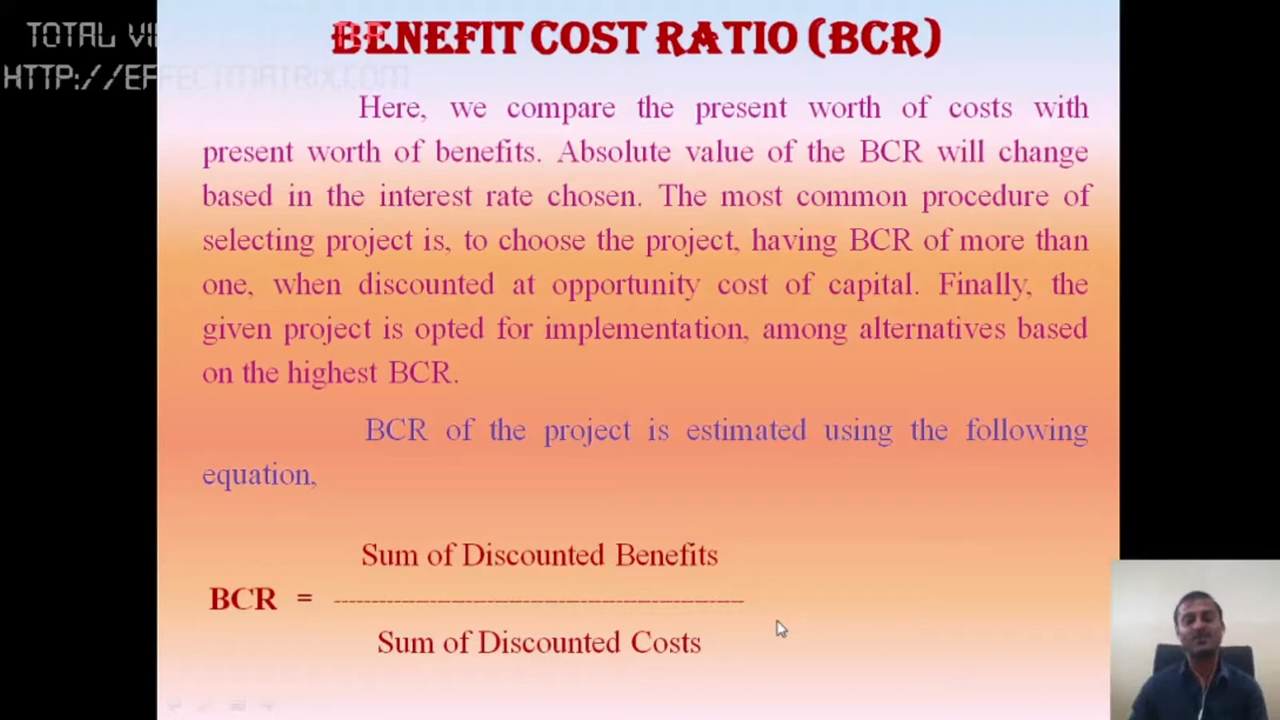 BENEFIT COST RATIO (BCR)
TOTAL
HTTP://EFFECTMATRIX.COM
Here, we compare the present worth of costs with
present worth of benefits. Absolute value of the BCR will change
based in the interest rate chosen. The most common procedure of
selecting project is, to choose the project, having BCR of more than
one, when discounted at opportunity cost of capital. Finally, the
given project is opted for implementation, among alternatives based
on the highest BCR.
BCR of the project is estimated using the following
equation,
Sum of Discounted Benefits
BCR = ------------------------------------------------------
Sum of Discounted Costs